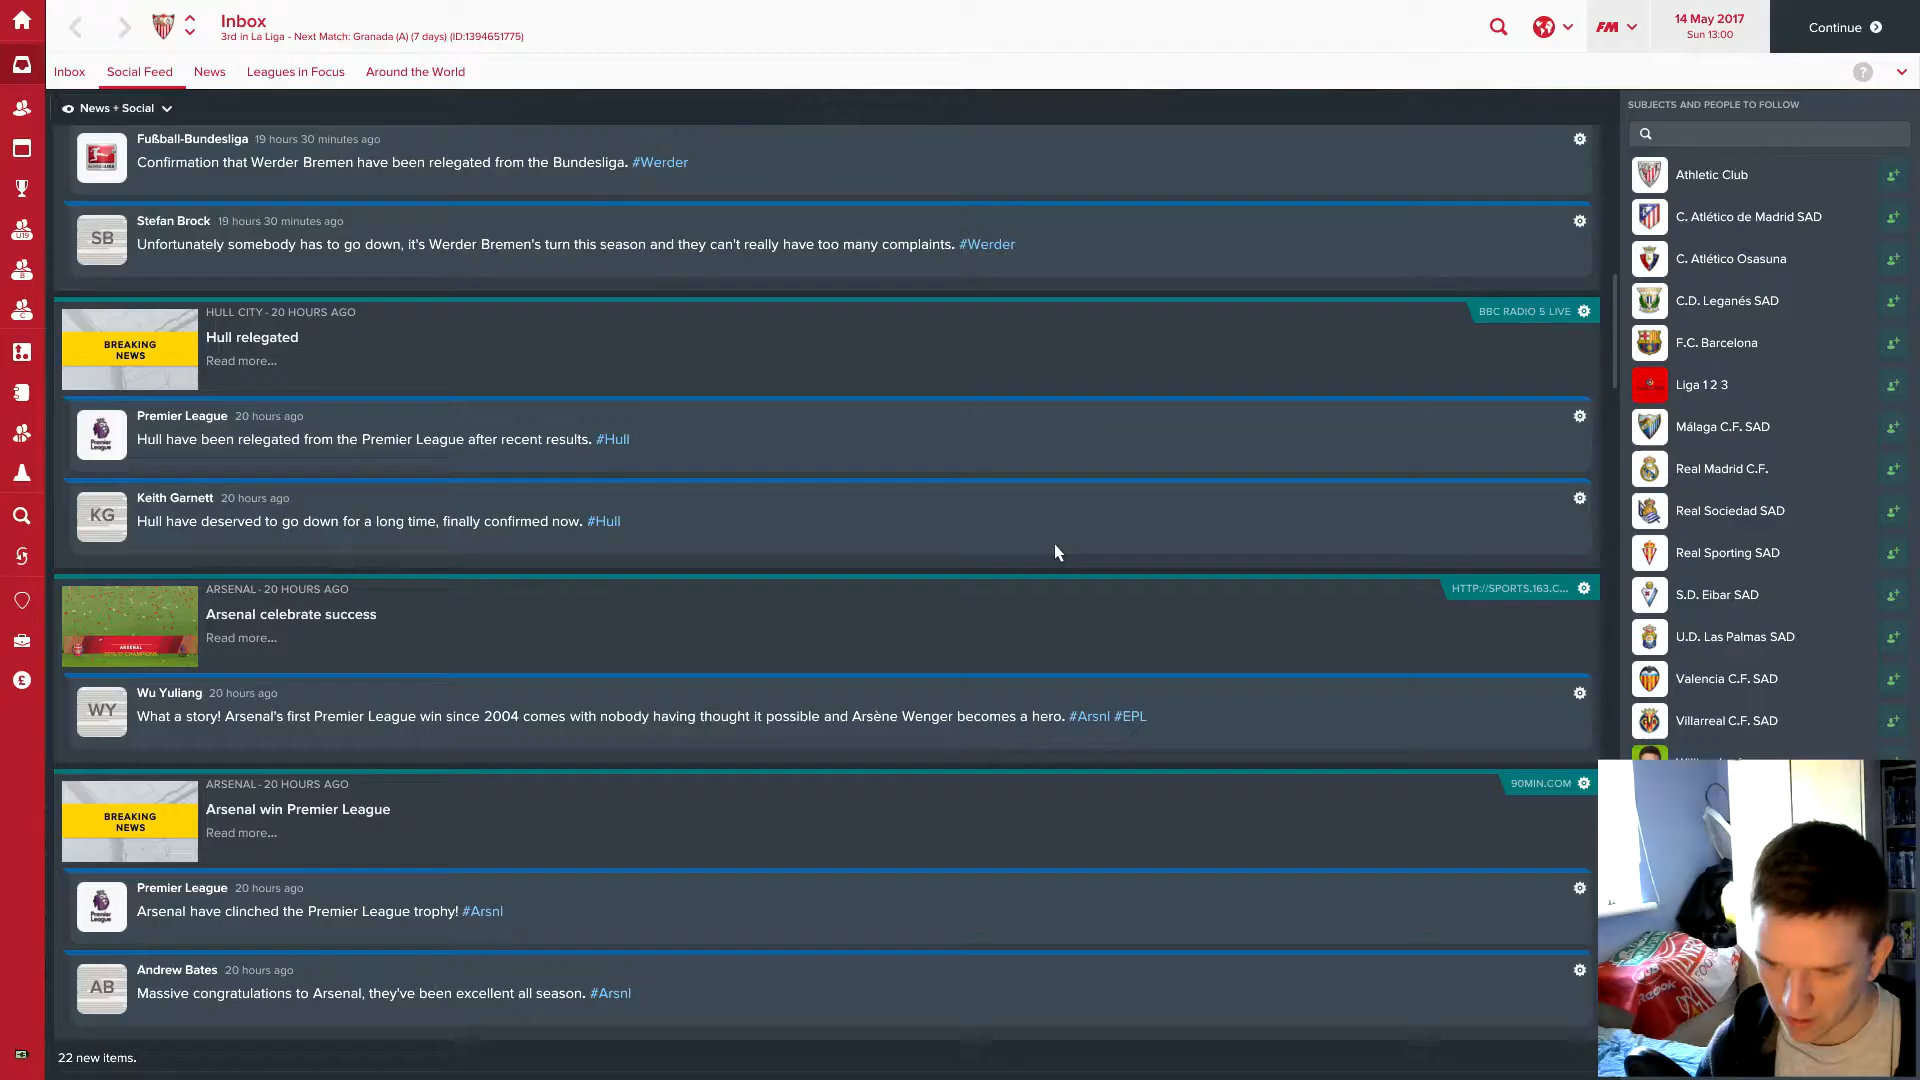 Inbox
3rd in La Liga - Next Match: Granada (A) (7 days) (ID:1394651775)
FM
14 May 2017
Sun 13:00
Continue
Inbox
Social Feed
News
Leagues in Focus
Around the World
?
News + Social
SUBJECTS AND PEOPLE TO FOLLOW
Fußball-Bundesliga 19 hours 30 minutes ago
Confirmation that Werder Bremen have been relegated from the Bundesliga. #Werder
SB
Stefan Brock 19 hours 30 minutes ago
Unfortunately somebody has to go down, it's Werder Bremen's turn this season and they can't really have too many complaints. #Werder
HULL CITY - 20 HOURS AGO
BBC RADIO 5 LIVE
BREAKING
NEWS
Hull relegated
Read more...
Premier League 20 hours ago
Hull have been relegated from the Premier League after recent results. #Hull
KG
Keith Garnett 20 hours ago
Hull have deserved to go down for a long time, finally confirmed now. #Hull
ARSENAL - 20 HOURS AGO
HTTP://SPORTS.163.C...
Arsenal celebrate success
Read more...
ARSENAL
2016/17 CHAMPIONS
WY
Wu Yuliang 20 hours ago
What a story! Arsenal's first Premier League win since 2004 comes with nobody having thought it possible and Arsène Wenger becomes a hero. #Arsnl #EPL
ARSENAL - 20 HOURS AGO
90MIN.COM
BREAKING
NEWS
Arsenal win Premier League
Read more...
Premier League 20 hours ago
Arsenal have clinched the Premier League trophy! #Arsnl
AB
Andrew Bates 20 hours ago
Massive congratulations to Arsenal, they've been excellent all season. #Arsnl
22 new items.
Athletic Club
C. Atlético de Madrid SAD
C. Atlético Osasuna
C.D. Leganés SAD
F.C. Barcelona
Liga 1 2 3
Málaga C.F. SAD
Real Madrid C.F.
Real Sociedad SAD
Real Sporting SAD
S.D. Eibar SAD
U.D. Las Palmas SAD
Valencia C.F. SAD
Villarreal C.F. SAD
U19
B
C
Reebok